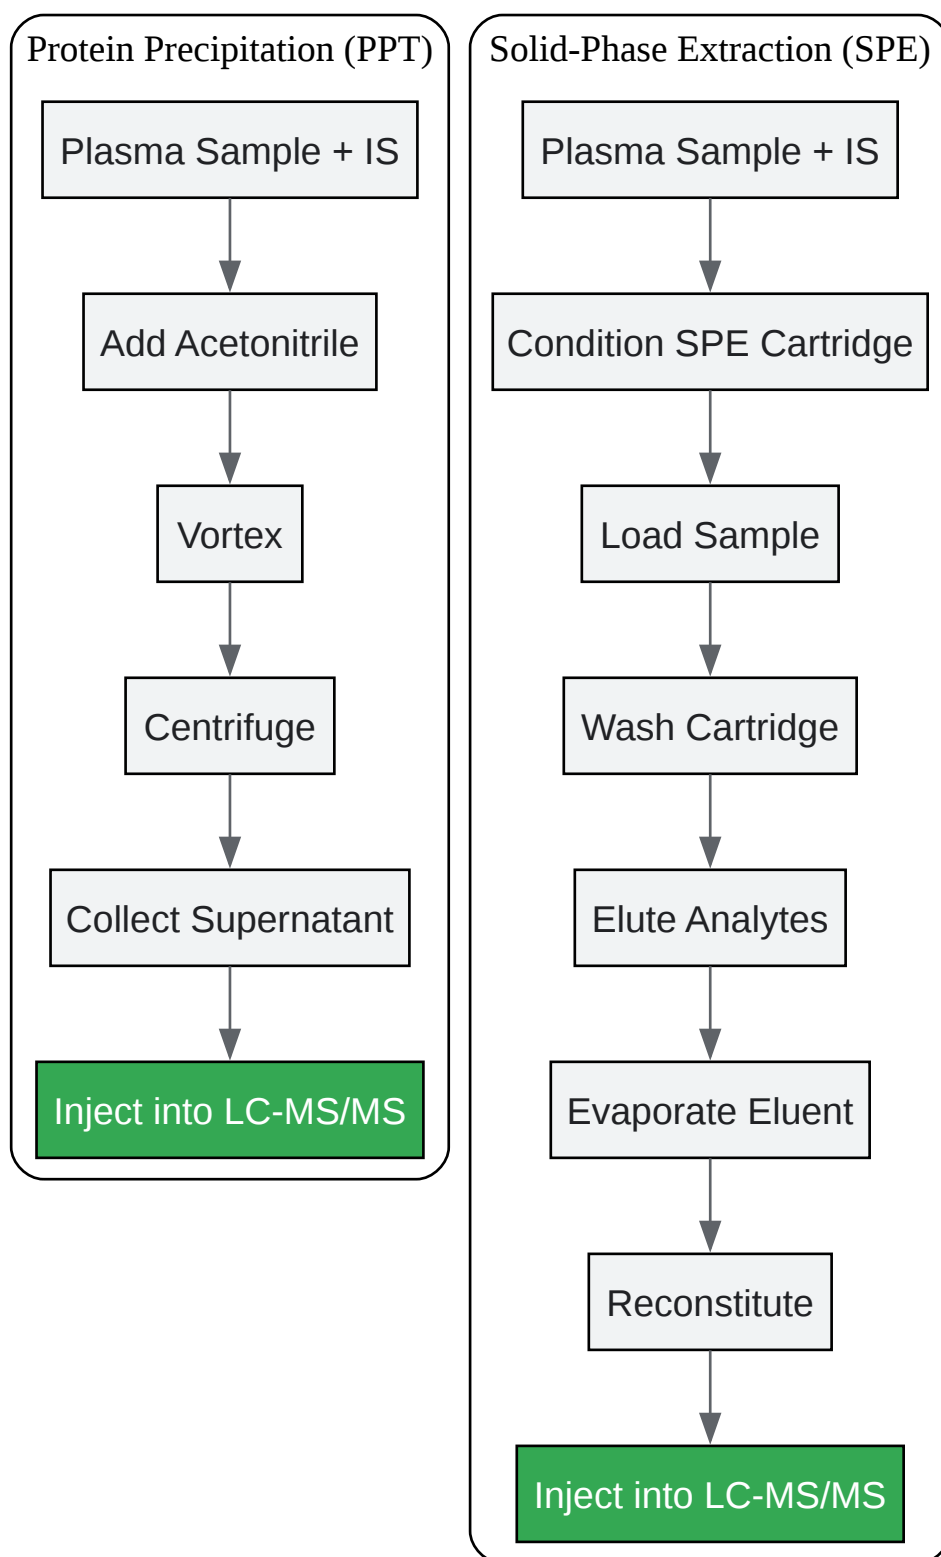 Protein Precipitation (PPT)
Plasma Sample + IS
Add Acetonitrile
Vortex
Centrifuge
Collect Supernatant
Inject into LC-MS/MS
Solid-Phase Extraction (SPE)
Plasma Sample + IS
Condition SPE Cartridge
Load Sample
Wash Cartridge
Elute Analytes
Evaporate Eluent
Reconstitute
Inject into LC-MS/MS